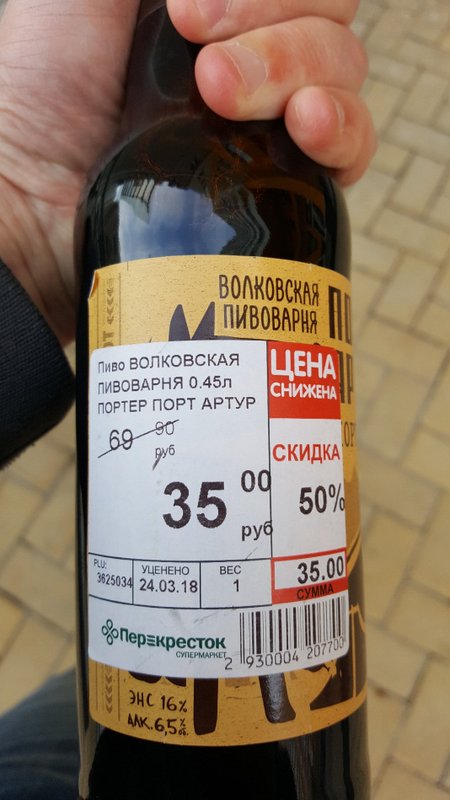 ВОЛКОВСКАЯ
ПИВОВАРНЯ
Пиво ВОЛКОВСКАЯ
ПИВОВАРНЯ 0.45л
ПОРТЕР ПОРТ АРТУР
69 90
руб
35 00
руб
ЦЕНА
СНИЖЕНА
СКИДКА
50%
PLU:
3625034
УЦЕНЕНО
24.03.18
ВЕС
1
35.00
СУММА
Перекресток
СУПЕРМАРКЕТ
2 930004 207700
ЭНС 16%
АЛК. 6,5% об.